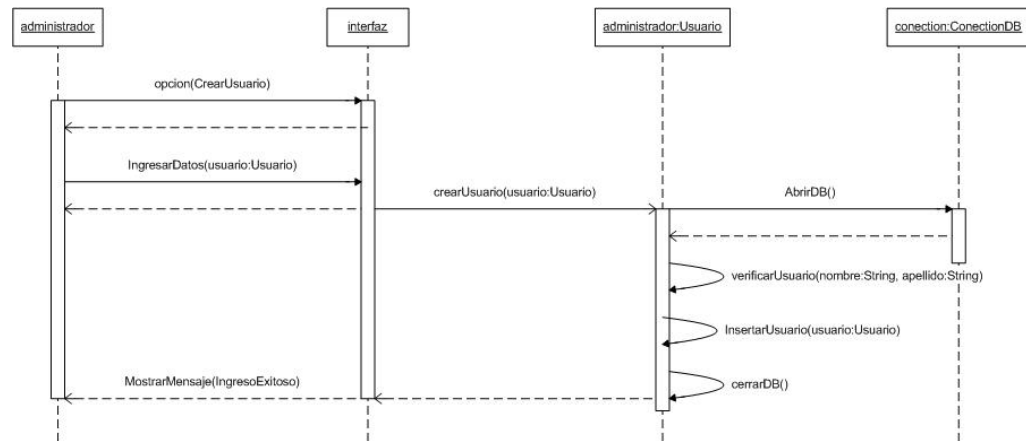 administrador
interfaz
administrador:Usuario
conection:ConectionDB
opcion(CrearUsuario)
IngresarDatos(usuario:Usuario)
crearUsuario(usuario:Usuario)
AbrirDB()
verificarUsuario(nombre:String, apellido:String)
InsertarUsuario(usuario:Usuario)
MostrarMensaje(IngresoExitoso)
cerrarDB()